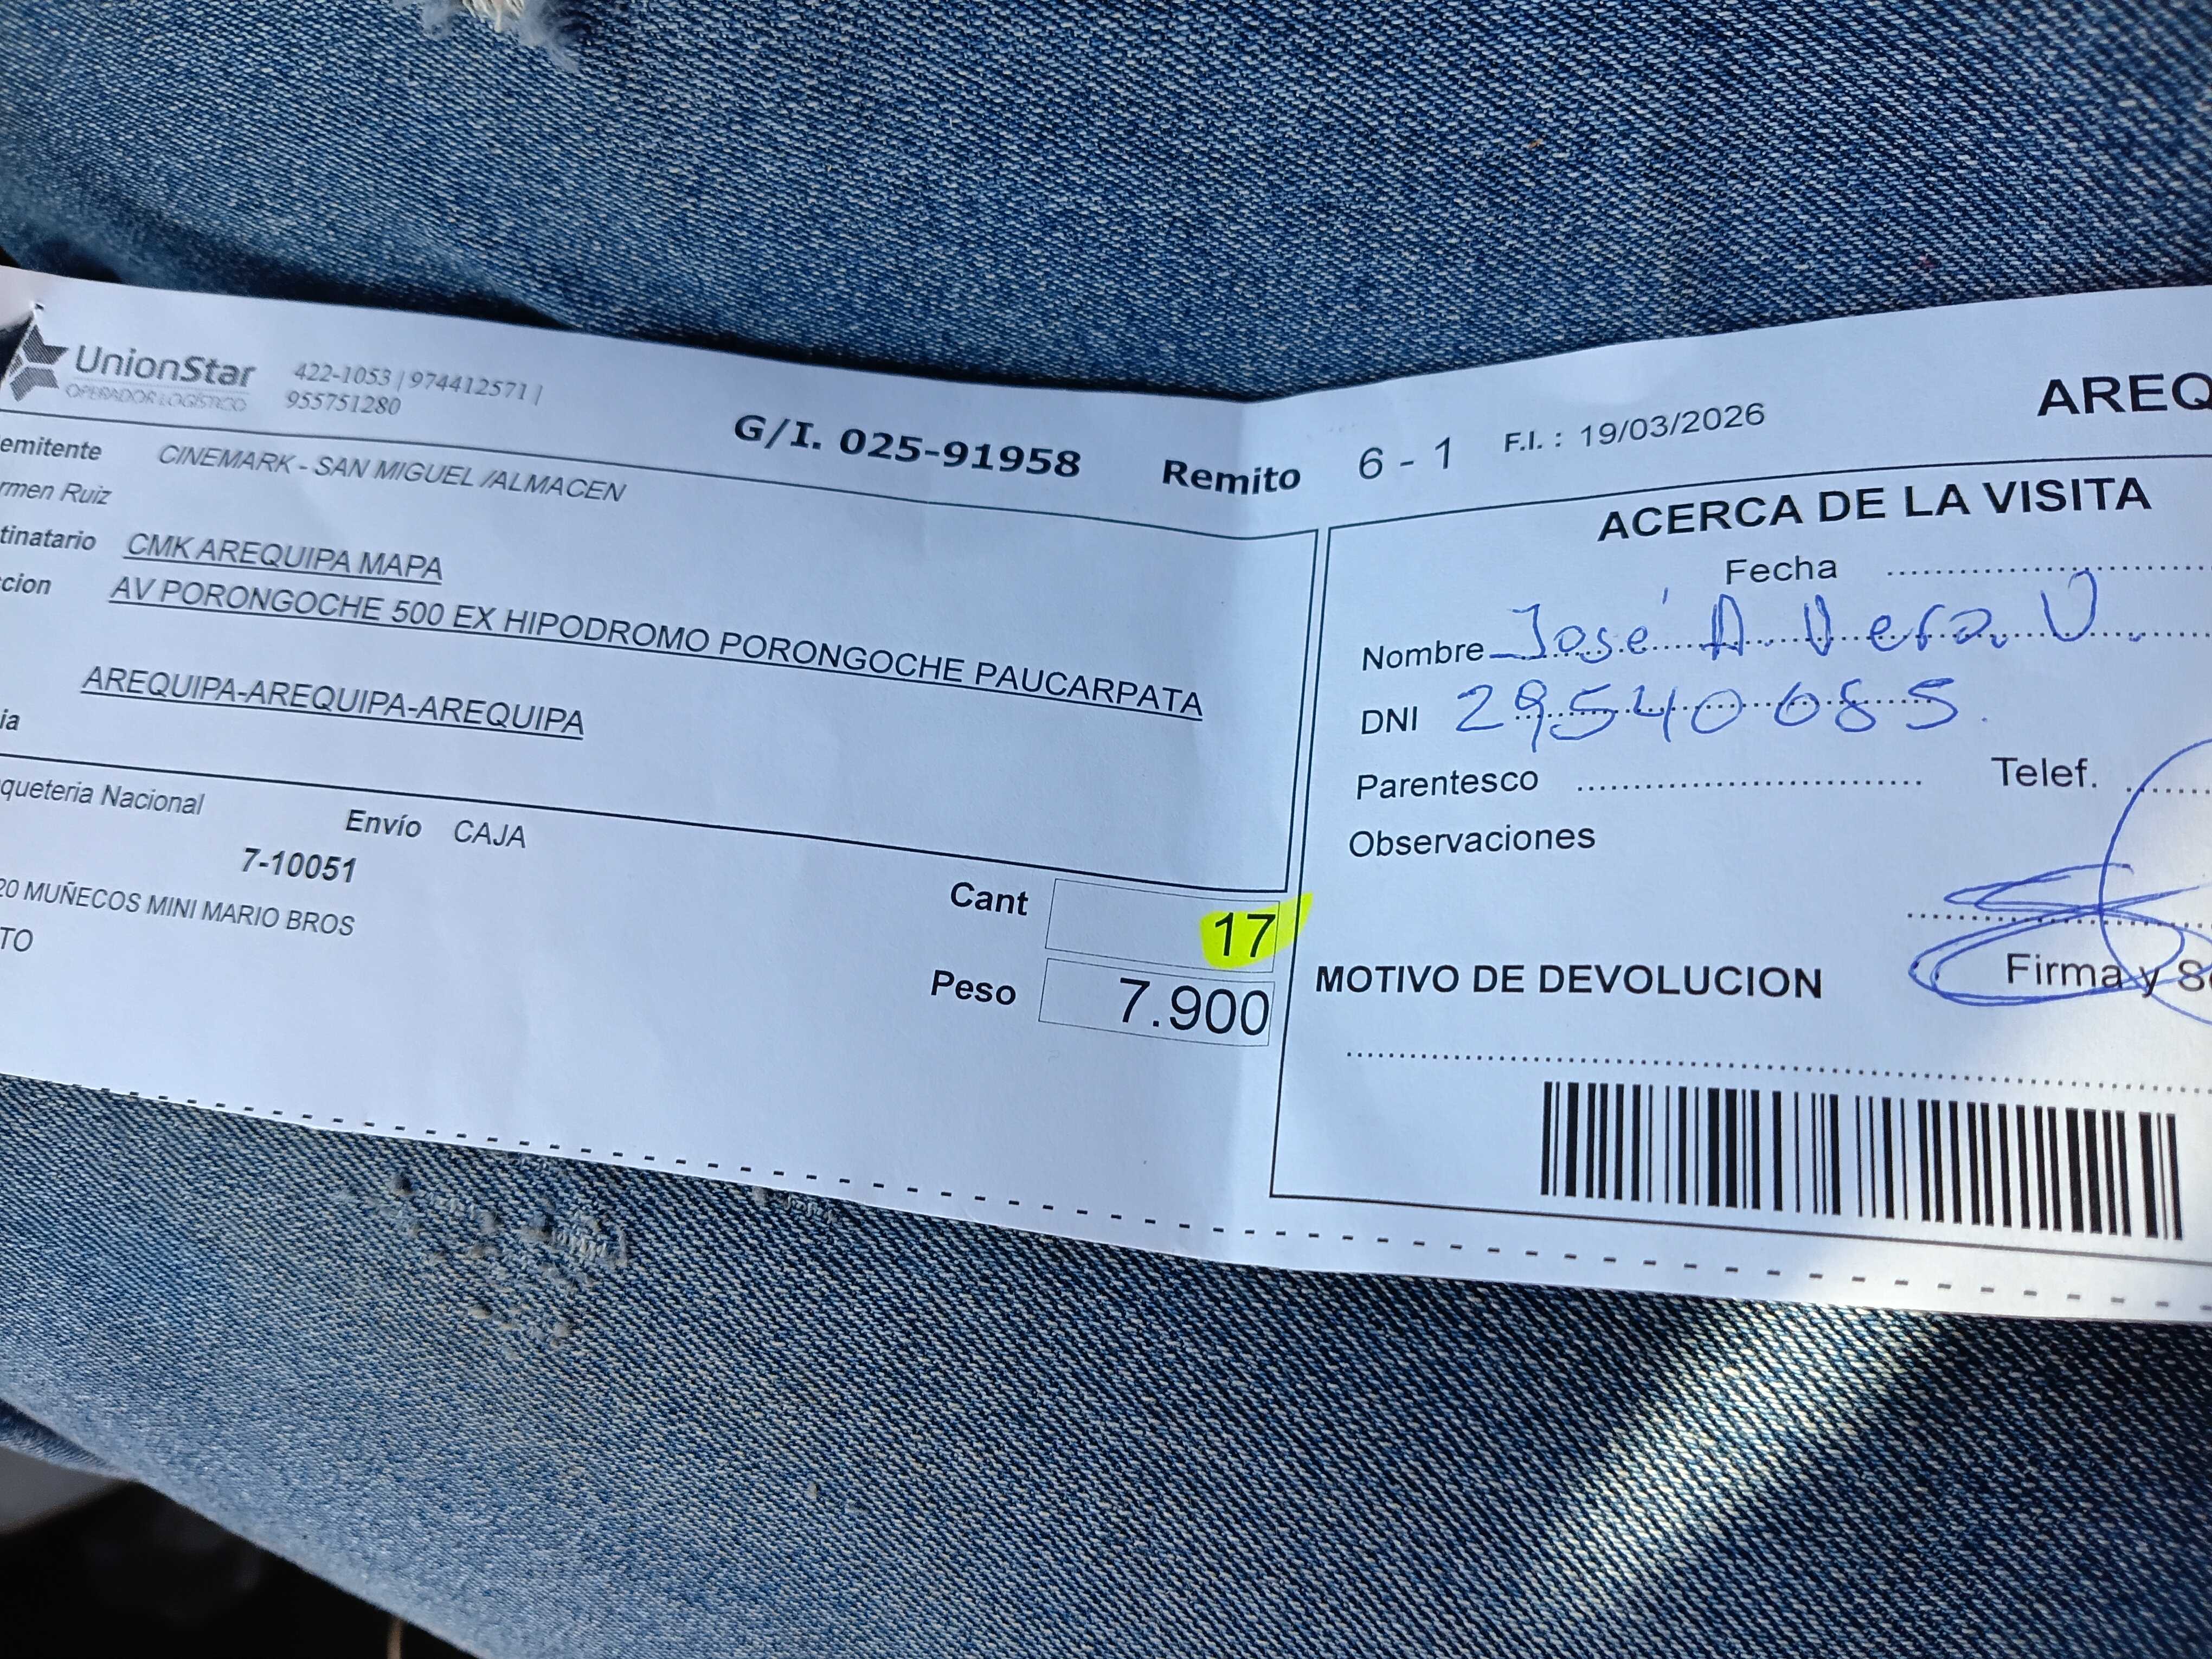 UnionStar
OPERADOR LOGÍSTICO
422-1053 | 974412571 |
955751280
G/I. 025-91958 Remito 6 - 1 F.I. : 19/03/2026
AREQ
emitente CINEMARK - SAN MIGUEL /ALMACEN
rmen Ruiz
tinatario CMK AREQUIPA MAPA
cion AV PORONGOCHE 500 EX HIPODROMO PORONGOCHE PAUCARPATA
AREQUIPA-AREQUIPA-AREQUIPA
ia
queteria Nacional Envío CAJA
7-10051
20 MUÑECOS MINI MARIO BROS
TO
Cant 17
Peso 7.900
ACERCA DE LA VISITA
Fecha
Nombre José A. Vera. V.
DNI 29540685.
Parentesco Telef.
Observaciones
Firma y Se
MOTIVO DE DEVOLUCION